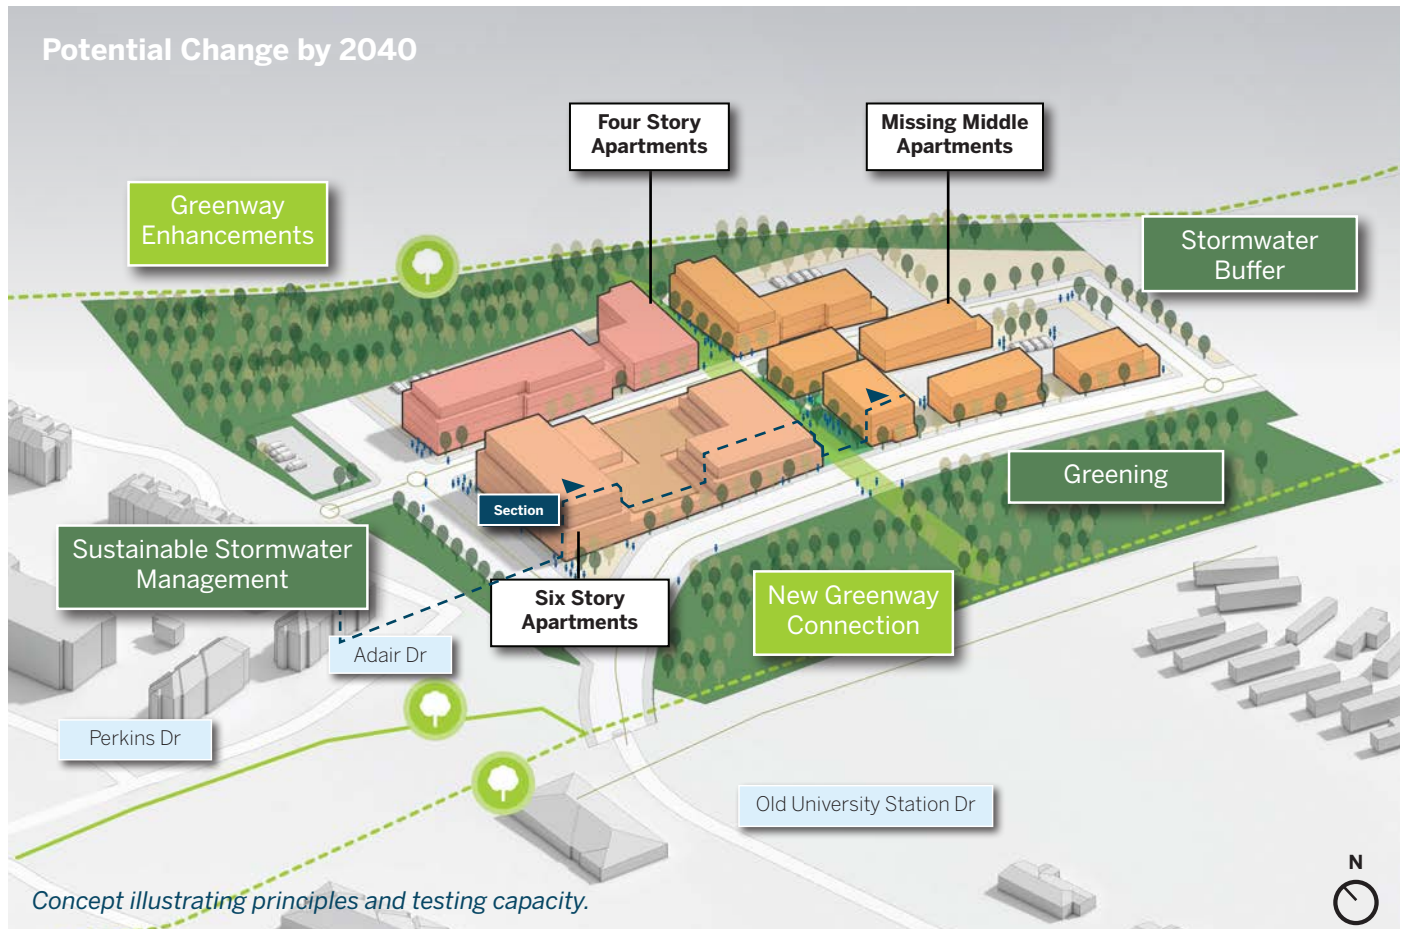 Potential Change by 2040
Four Story
Apartments
Missing Middle
Apartments
Greenway
Enhancements
Stormwater
Buffer
Greening
Section
Sustainable Stormwater
Management
Six Story
Apartments
New Greenway
Connection
Adair Dr
Perkins Dr
Old University Station Dr
N
Concept illustrating principles and testing capacity.